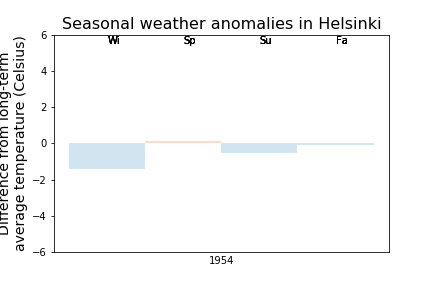 Seasonal weather anomalies in Helsinki
Difference from long-term
average temperature (Celsius)
6
4
2
0
−2
−4
−6
Wi Sp Su Fa
1954